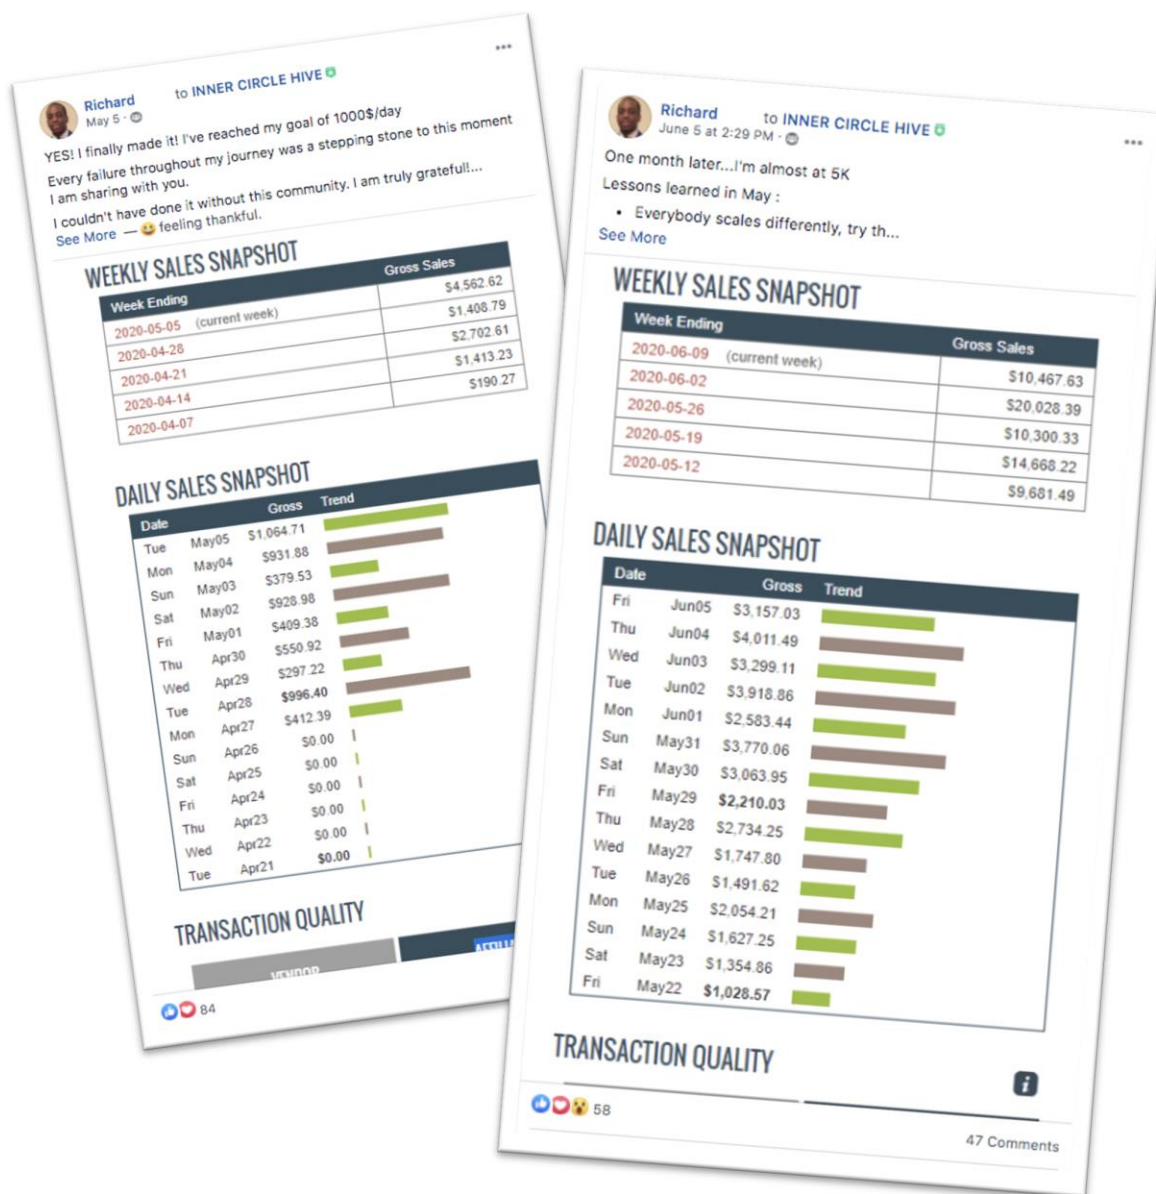 Richard to INNER CIRCLE HIVE
May 5 ·
YES! I finally made it! I've reached my goal of 1000$/day
Every failure throughout my journey was a stepping stone to this moment
I am sharing with you.
I couldn't have done it without this community. I am truly grateful!...
See More — 😄 feeling thankful.
WEEKLY SALES SNAPSHOT
Week Ending Gross Sales
2020-05-05 (current week) $4,562.62
2020-04-28 $1,408.79
2020-04-21 $2,702.61
2020-04-14 $1,413.23
2020-04-07 $190.27
DAILY SALES SNAPSHOT
Date Gross Trend
Tue May05 $1,064.71
Mon May04 $931.88
Sun May03 $379.53
Sat May02 $928.98
Fri May01 $409.38
Thu Apr30 $550.92
Wed Apr29 $297.22
Tue Apr28 $996.40
Mon Apr27 $412.39
Sun Apr26 $0.00
Sat Apr25 $0.00
Fri Apr24 $0.00
Thu Apr23 $0.00
Wed Apr22 $0.00
Tue Apr21 $0.00
TRANSACTION QUALITY
VENDOR
84
Richard to INNER CIRCLE HIVE
June 5 at 2:29 PM ·
One month later...I'm almost at 5K
Lessons learned in May :
• Everybody scales differently, try th...
See More
WEEKLY SALES SNAPSHOT
Week Ending Gross Sales
2020-06-09 (current week) $10,467.63
2020-06-02 $20,028.39
2020-05-26 $10,300.33
2020-05-19 $14,668.22
2020-05-12 $9,681.49
DAILY SALES SNAPSHOT
Date Gross Trend
Fri Jun05 $3,157.03
Thu Jun04 $4,011.49
Wed Jun03 $3,299.11
Tue Jun02 $3,918.86
Mon Jun01 $2,583.44
Sun May31 $3,770.06
Sat May30 $3,063.95
Fri May29 $2,210.03
Thu May28 $2,734.25
Wed May27 $1,747.80
Tue May26 $1,491.62
Mon May25 $2,054.21
Sun May24 $1,627.25
Sat May23 $1,354.86
Fri May22 $1,028.57
TRANSACTION QUALITY
i
58
47 Comments